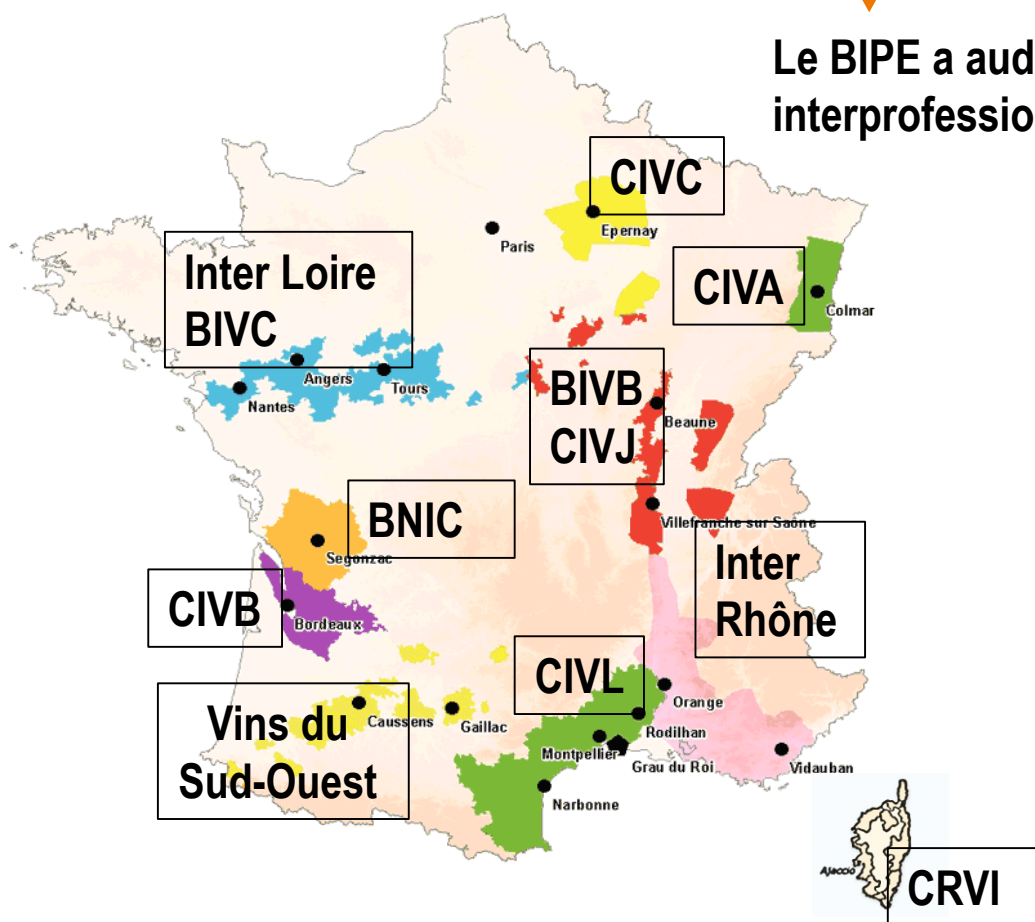 Le BIPE a aud
interprofessio
CIVC
Epernay
Paris
Inter Loire
BIVC
CIVA
Colmar
Angers
Tours
Nantes
BIVB
CIVJ
Beaune
BNIC
Segonzac
Villefranche sur Saône
Inter
Rhône
CIVB
Bordeaux
CIVL
Orange
Vins du
Sud-Ouest
Caussens
Gaillac
Rodilhan
Montpellier
Grau du Roi
Vidauban
Narbonne
Ajaccio
CRVI